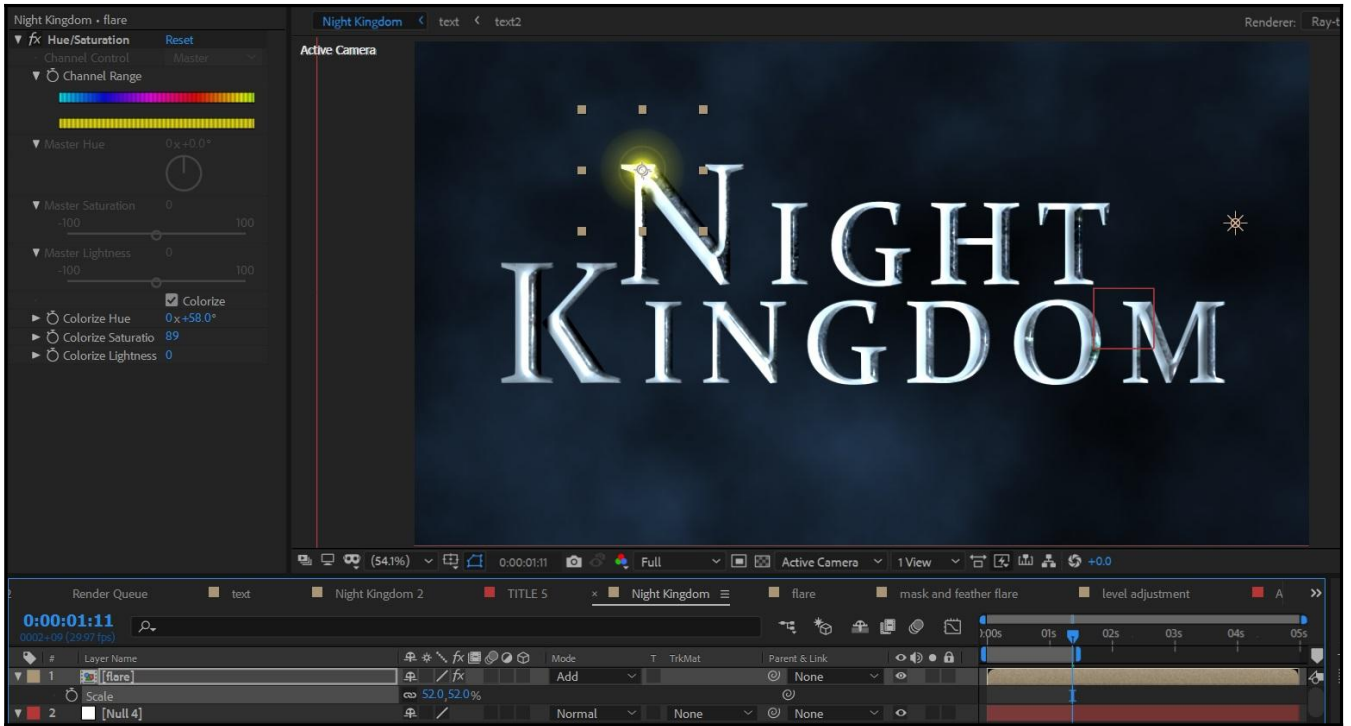 Night Kingdom • flare
fx Hue/Saturation Reset
Channel Control Master
Channel Range
Master Hue 0x+0.0°
Master Saturation 0
-100 100
Master Lightness 0
-100 100
Colorize
Colorize Hue 0x+58.0°
Colorize Saturatio 89
Colorize Lightness 0
Night Kingdom text text2 Renderer: Ray-t
Active Camera
NIGHT
KINGDOM
(54.1%) 0:00:01:11 Full Active Camera 1 View +0.0
Render Queue text Night Kingdom 2 TITLE 5 × Night Kingdom flare mask and feather flare level adjustment A
0:00:01:11
0002+09 (29.97 fps)
):00s 01s 02s 03s 04s 05s
# Layer Name fx Mode T TrkMat Parent & Link
1 [flare] fx Add None
Scale 52.0,52.0%
2 [Null 4] Normal None None